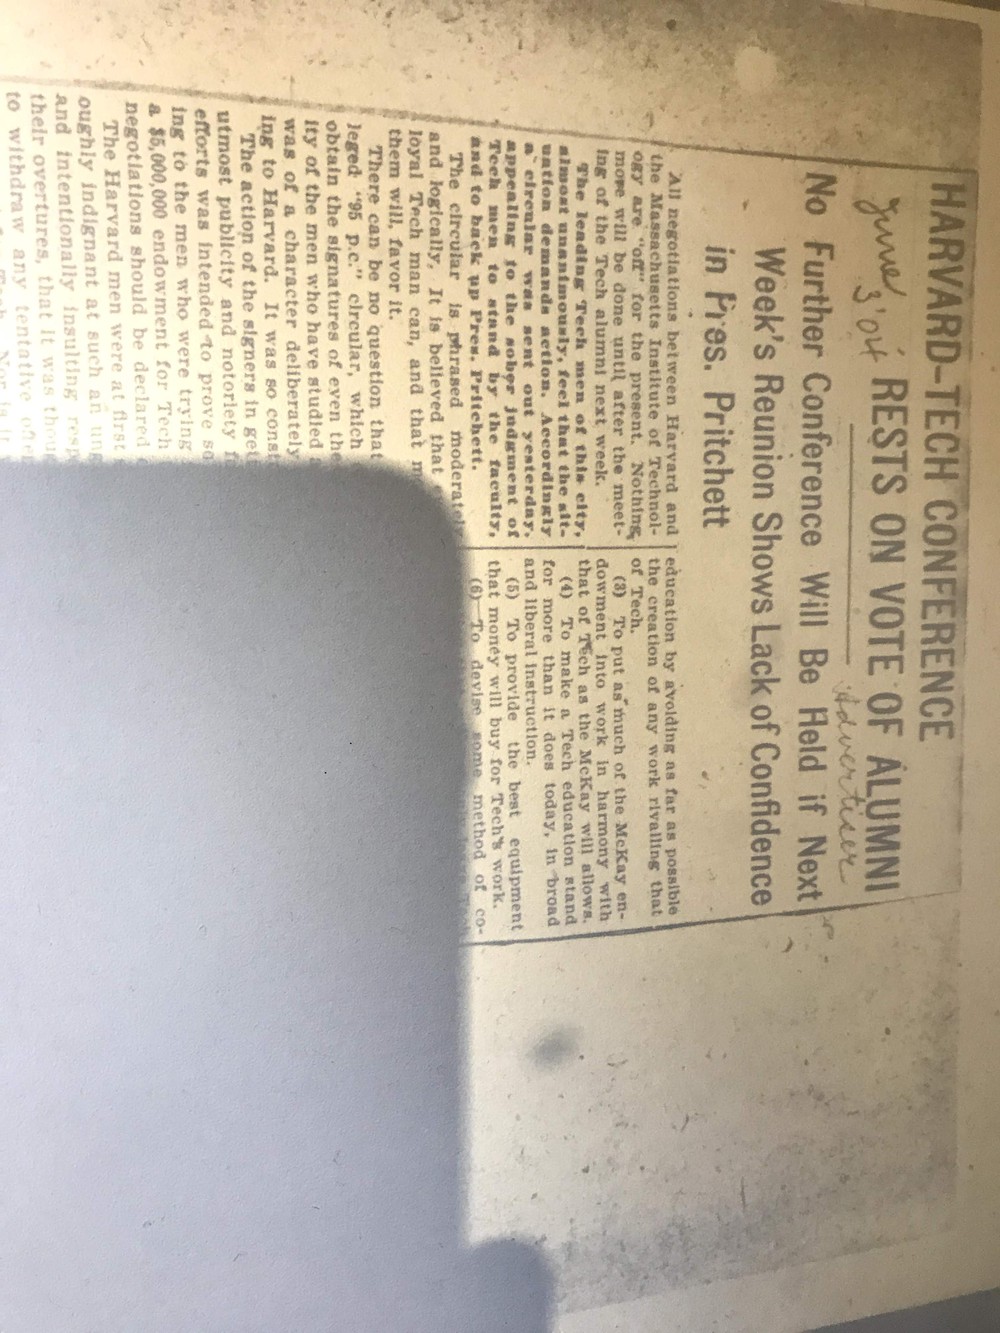 HARVARD-TECH CONFERENCE
June 3 '04 RESTS ON VOTE OF ALUMNI
Advertiser
No Further Conference Will Be Held if Next
Week's Reunion Shows Lack of Confidence
in Pres. Pritchett
All negotiations between Harvard and
the Massachusetts Institute of Technol-
ogy are "off" for the present. Nothing
more will be done until after the meet-
ing of the Tech alumni next week.
The leading Tech men of this city,
almost unanimously, feel that the sit-
uation demands action. Accordingly
a circular was sent out yesterday,
appealing to the sober judgment of
Tech men to stand by the faculty,
and to back up Pres. Pritchett.
The circular is phrased moderately
and logically. It is believed that
loyal Tech man can, and that
them will, favor it.
There can be no question that
leged "95 p.c." circular, which
obtain the signatures of even the
ity of the men who have studied
was of a character deliberately
ing to Harvard. It was so const
The action of the signers in get
utmost publicity and notoriety f
efforts was intended to prove so
ing to the men who were trying
a $5,000,000 endowment for Tech
negotiations should be declared
The Harvard men were at first
oughly indignant at such an
and intentionally insulting resp
their overtures, that it was thou
to withdraw any tentative offer
education by avoiding as far as possible
the creation of any work rivalling that
of Tech.
(3) To put as much of the McKay en-
dowment into work in harmony with
that of Tech as the McKay will allows.
(4) To make a Tech education stand
for more than it does today, in broad
and liberal instruction.
(5) To provide the best equipment
that money will buy for Tech's work.
(6) To devise some method of co-